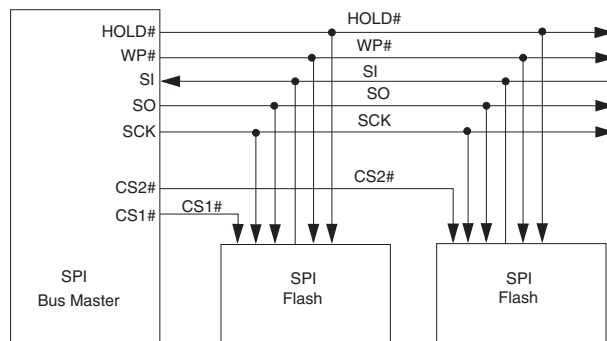 HOLD# HOLD#
WP# WP#
SI SI
SO SO
SCK SCK
CS2# CS2#
CS1# CS1#
SPI
Bus Master
SPI
Flash
SPI
Flash